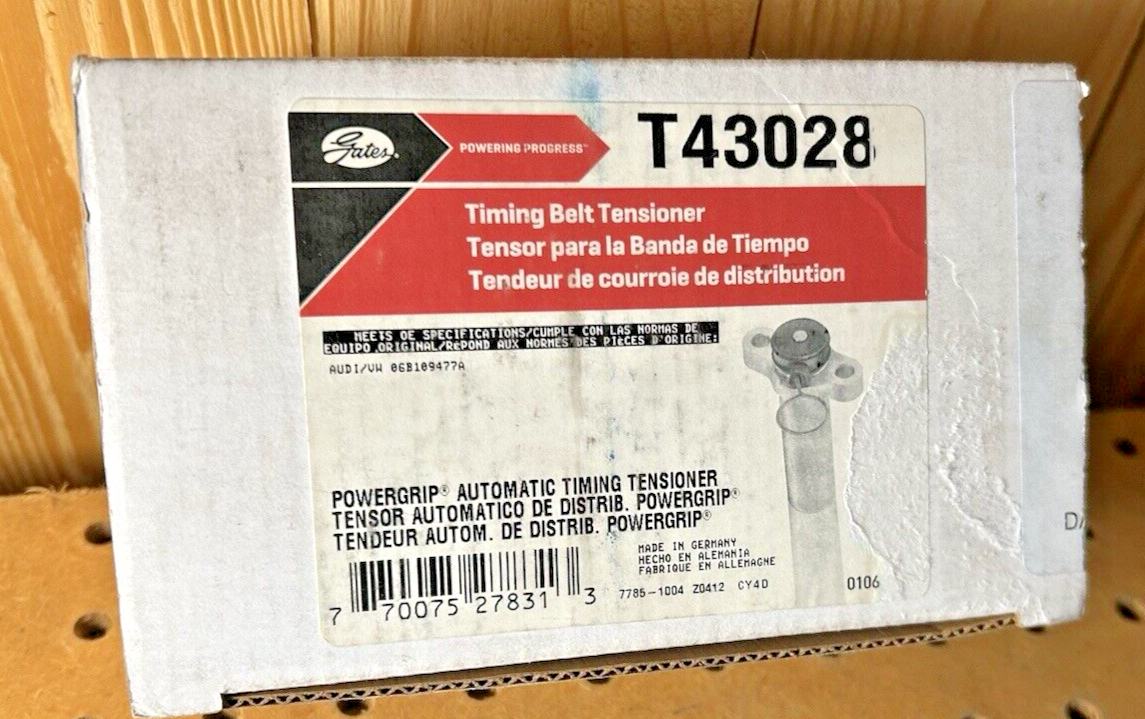 Gates.
POWERING PROGRESS™
T43028
Timing Belt Tensioner
Tensor para la Banda de Tiempo
Tendeur de courroie de distribution
MEETS OE SPECIFICATIONS/CUMPLE CON LAS NORMAS DE
EQUIPO ORIGINAL/RéPOND AUX NORMES DES PIÈCES D'ORIGINE:
AUDI/VW 06B109477A
POWERGRIP® AUTOMATIC TIMING TENSIONER
TENSOR AUTOMATICO DE DISTRIB. POWERGRIP®
TENDEUR AUTOM. DE DISTRIB. POWERGRIP®
MADE IN GERMANY
HECHO EN ALEMANIA
FABRIQUE EN ALLEMAGNE
7 70075 27831 3
7785-1004 Z0412 CY4D
0106